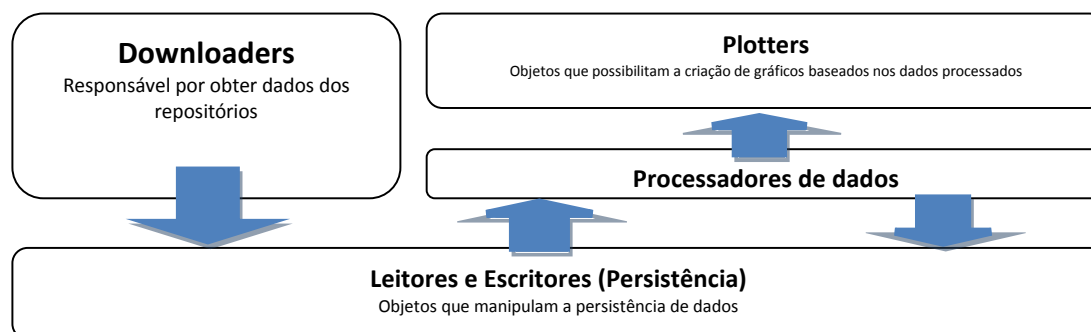 Downloaders
Responsável por obter dados dos
repositórios
Plotters
Objetos que possibilitam a criação de gráficos baseados nos dados processados
Processadores de dados
Leitores e Escritores (Persistência)
Objetos que manipulam a persistência de dados